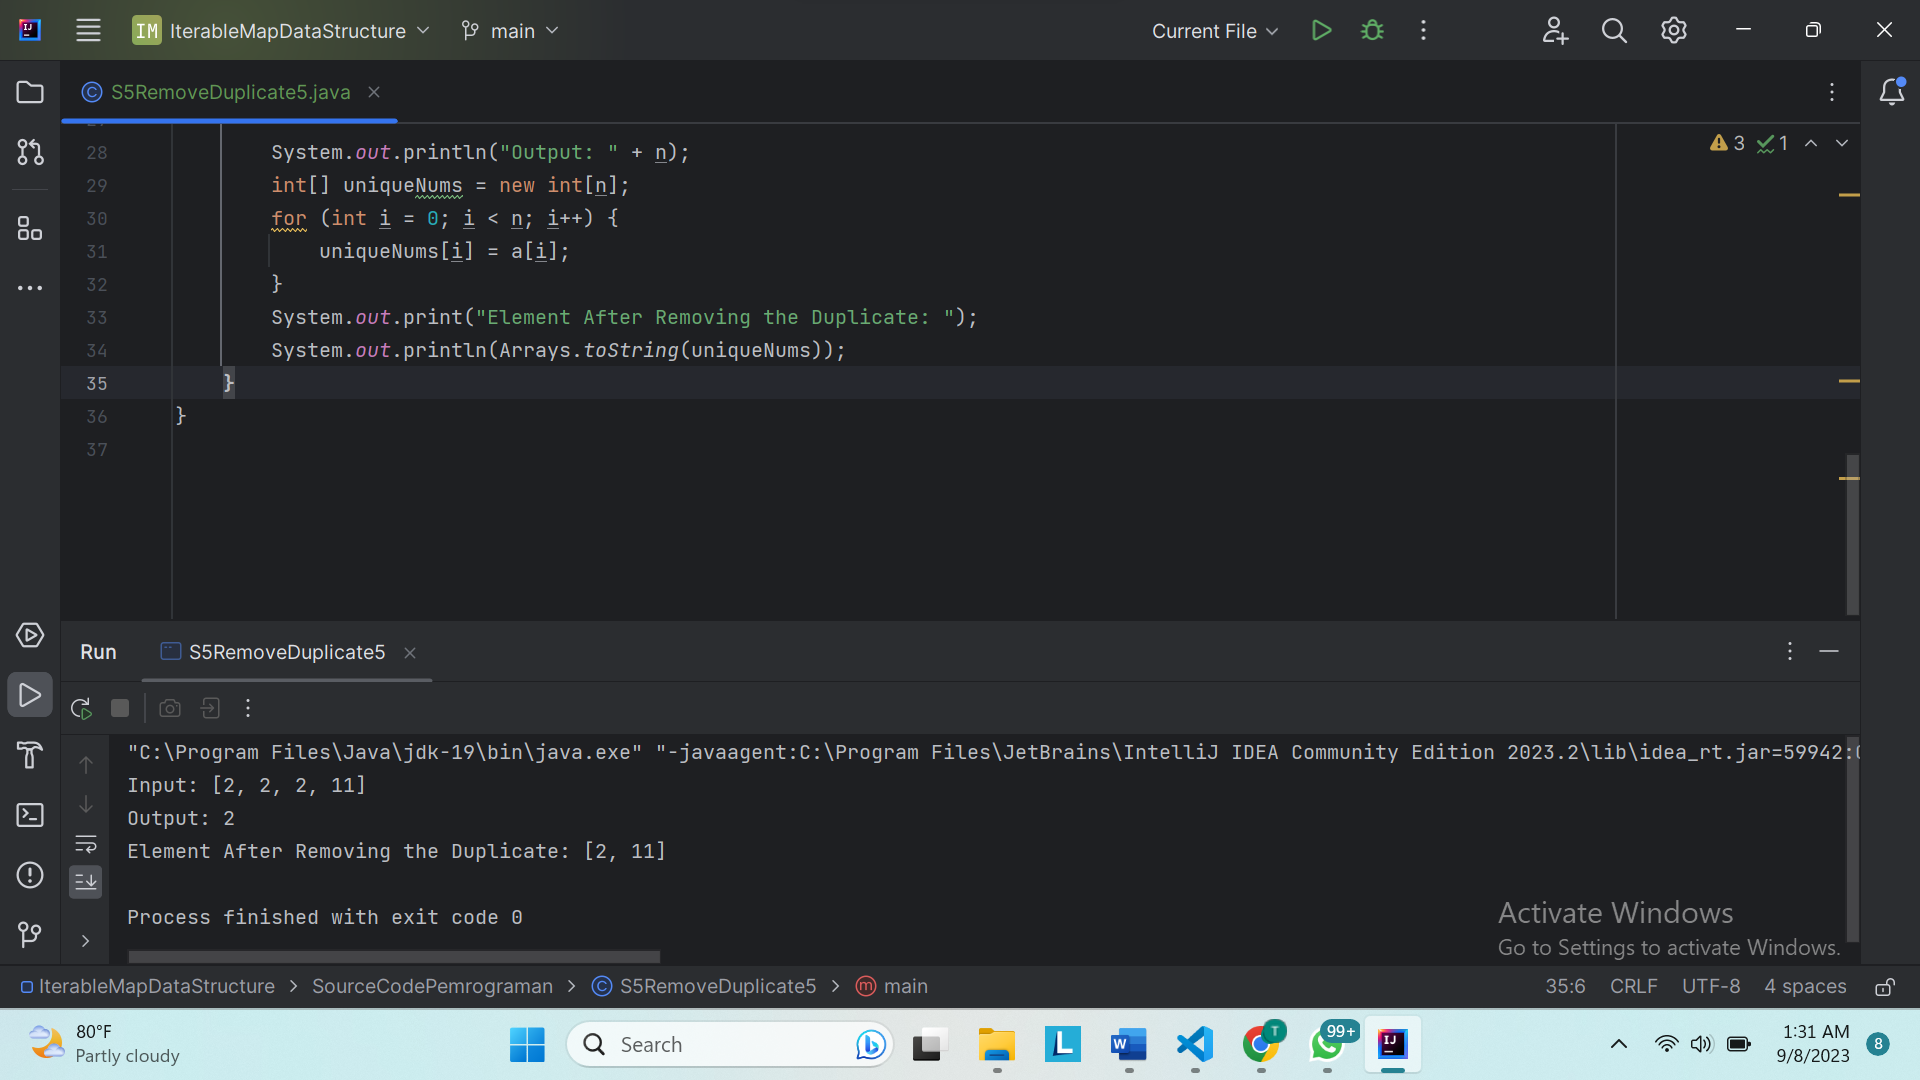 IM IterableMapDataStructure main Current File
S5RemoveDuplicate5.java
3 1
28 System.out.println("Output: " + n);
29 int[] uniqueNums = new int[n];
30 for (int i = 0; i < n; i++) {
31 uniqueNums[i] = a[i];
32 }
33 System.out.print("Element After Removing the Duplicate: ");
34 System.out.println(Arrays.toString(uniqueNums));
35 }
36 }
37
Run S5RemoveDuplicate5
"C:\Program Files\Java\jdk-19\bin\java.exe" "-javaagent:C:\Program Files\JetBrains\IntelliJ IDEA Community Edition 2023.2\lib\idea_rt.jar=59942:
Input: [2, 2, 2, 11]
Output: 2
Element After Removing the Duplicate: [2, 11]
Process finished with exit code 0
Activate Windows
Go to Settings to activate Windows.
IterableMapDataStructure > SourceCodePemrograman > S5RemoveDuplicate5 > main 35:6 CRLF UTF-8 4 spaces
80°F
Partly cloudy
Search
99+
1:31 AM
9/8/2023
8